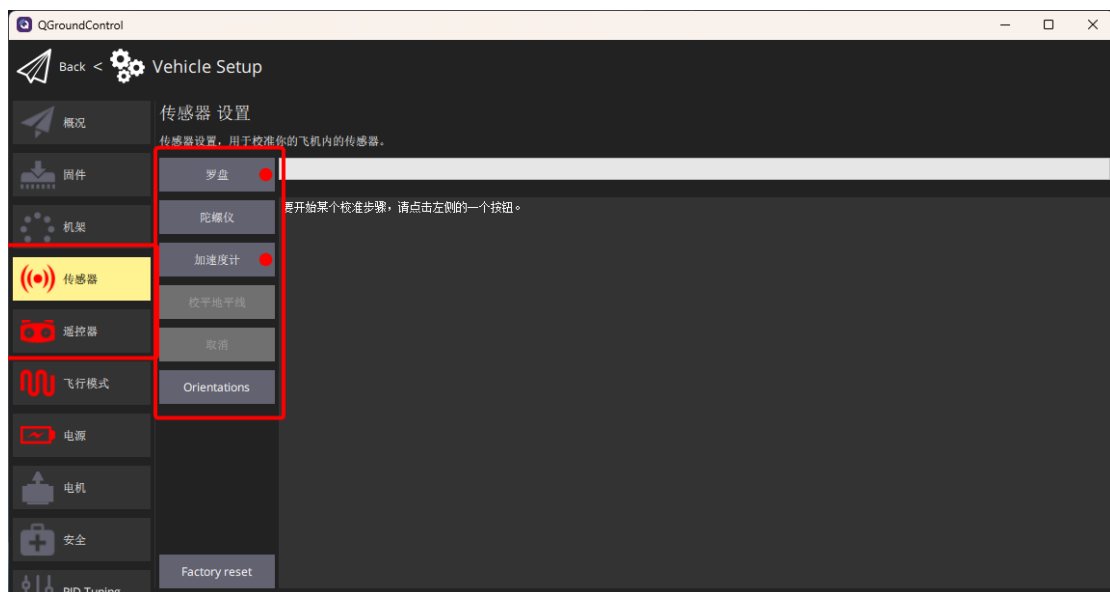 QGroundControl
Back < Vehicle Setup
概况
固件
机架
传感器
遥控器
飞行模式
电源
电机
安全
PID Tuning
传感器 设置
传感器设置，用于校准你的飞机内的传感器。
罗盘
陀螺仪
加速度计
校平地平线
取消
Orientations
Factory reset
要开始某个校准步骤，请点击左侧的一个按钮。